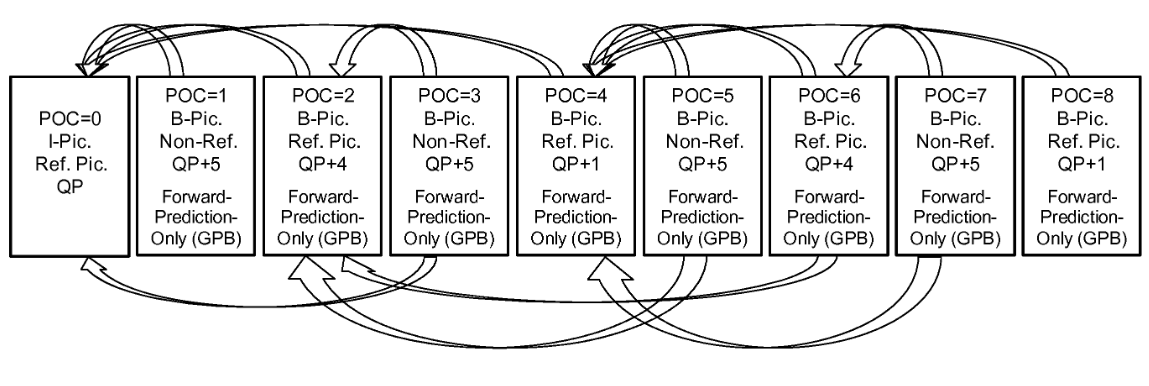 POC=0
I-Pic.
Ref. Pic.
QP
POC=1
B-Pic.
Non-Ref.
QP+5
Forward-
Prediction-
Only (GPB)
POC=2
B-Pic.
Ref. Pic.
QP+4
Forward-
Prediction-
Only (GPB)
POC=3
B-Pic.
Non-Ref.
QP+5
Forward-
Prediction-
Only (GPB)
POC=4
B-Pic.
Ref. Pic.
QP+1
Forward-
Prediction-
Only (GPB)
POC=5
B-Pic.
Non-Ref.
QP+5
Forward-
Prediction-
Only (GPB)
POC=6
B-Pic.
Ref. Pic.
QP+4
Forward-
Prediction-
Only (GPB)
POC=7
B-Pic.
Non-Ref.
QP+5
Forward-
Prediction-
Only (GPB)
POC=8
B-Pic.
Ref. Pic.
QP+1
Forward-
Prediction-
Only (GPB)